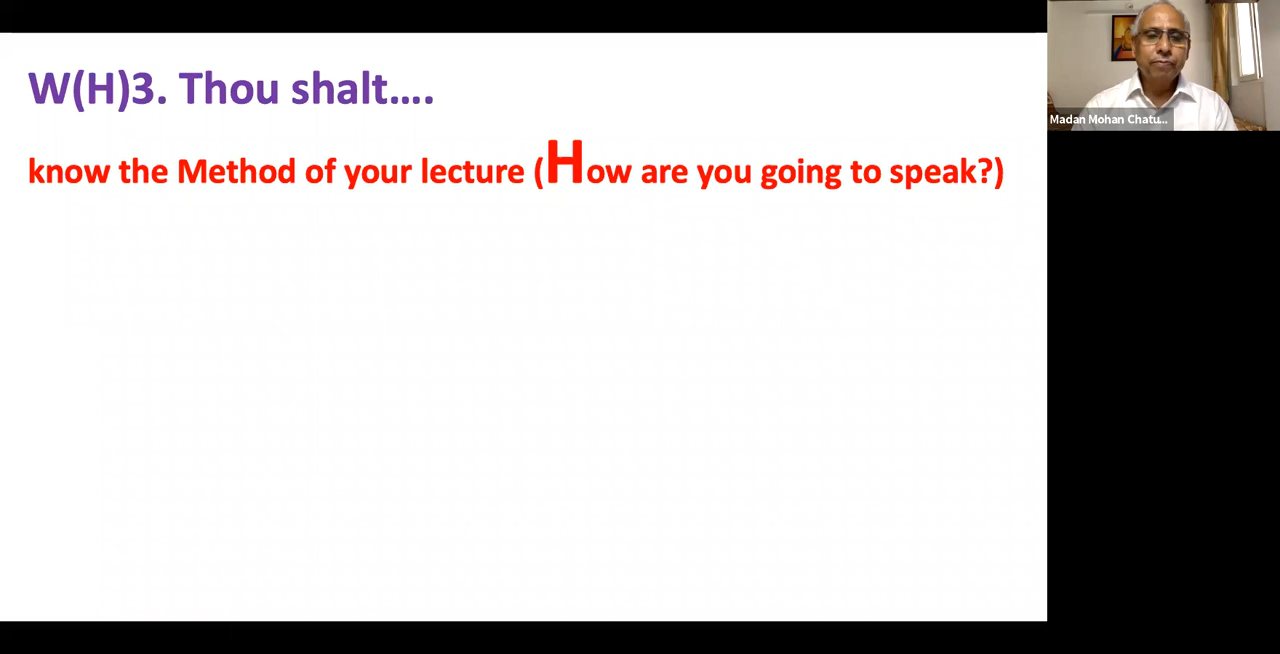 W(H)3. Thou shalt....
know the Method of your lecture (How are you going to speak?)
Madan Mohan Chatu...